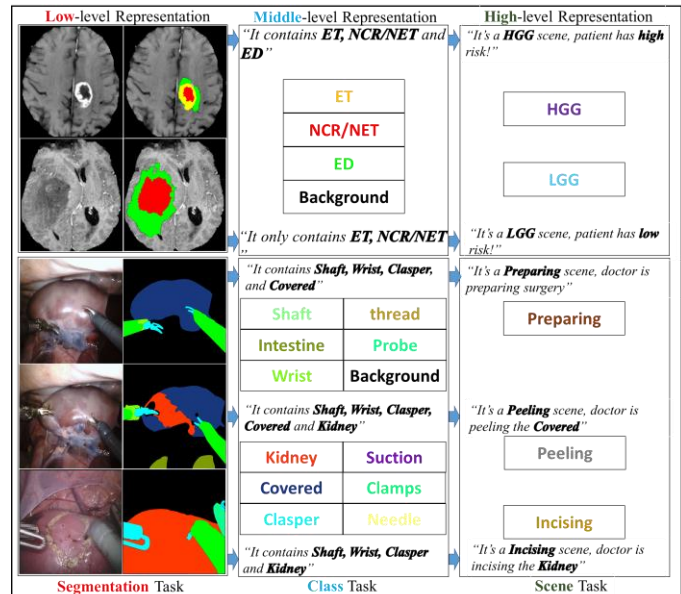 Low-level Representation
Middle-level Representation
High-level Representation
"It contains ET, NCR/NET and
ED"
ET
NCR/NET
ED
Background
"It only contains ET, NCR/NET
"
"It's a HGG scene, patient has high
risk!"
HGG
LGG
"It's a LGG scene, patient has low
risk!"
"It contains Shaft, Wrist, Clasper,
and Covered"
Shaft
thread
Intestine
Probe
Wrist
Background
"It contains Shaft, Wrist, Clasper,
Covered and Kidney"
Kidney
Suction
Covered
Clamps
Clasper
Needle
"It contains Shaft, Wrist, Clasper
and Kidney"
"It's a Preparing scene, doctor is
preparing surgery"
Preparing
"It's a Peeling scene, doctor is
peeling the Covered"
Peeling
Incising
"It's a Incising scene, doctor is
incising the Kidney"
Segmentation Task
Class Task
Scene Task